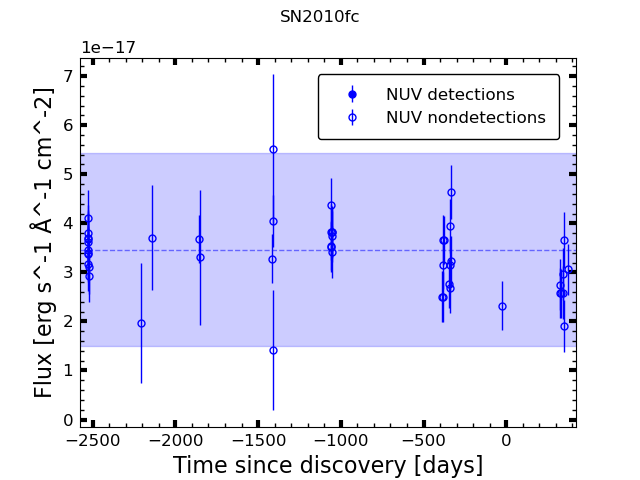 SN2010fc
1e−17
7
6
5
4
3
2
1
0
Flux [erg s^-1 Å^-1 cm^-2]
NUV detections
NUV nondetections
−2500 −2000 −1500 −1000 −500 0
Time since discovery [days]